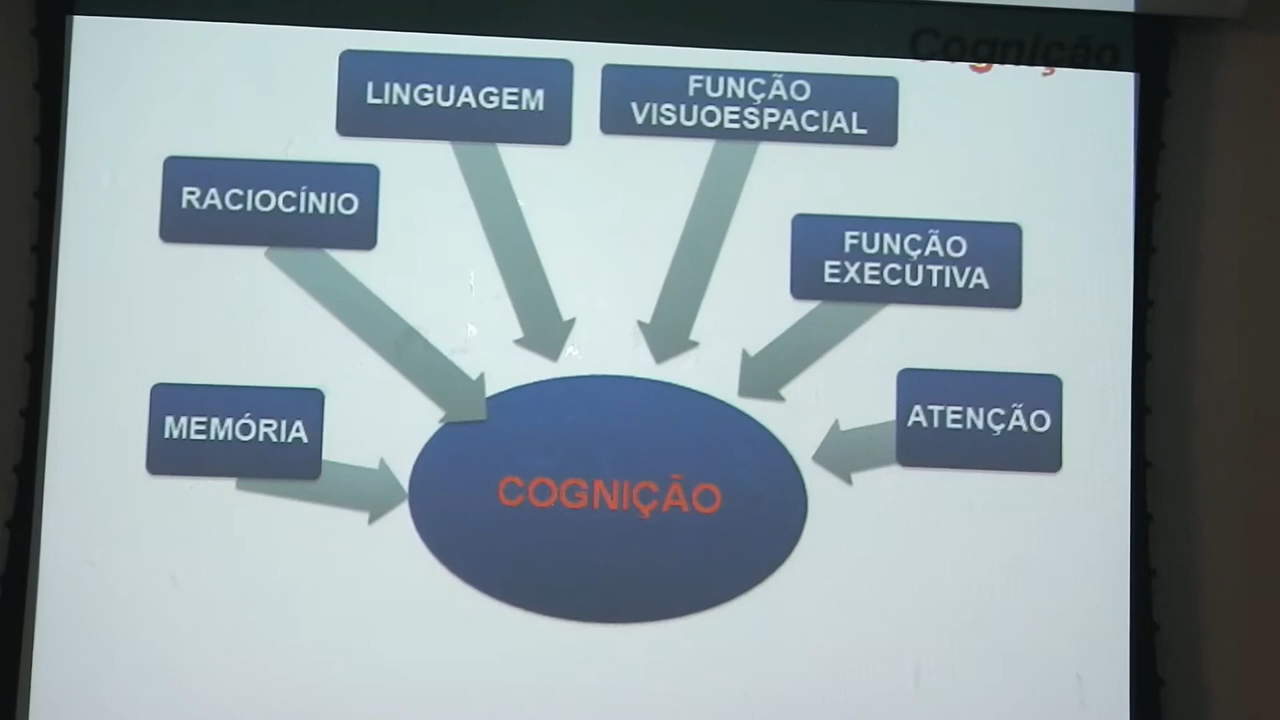 Cognição
LINGUAGEM
FUNÇÃO
VISUOESPACIAL
RACIOCÍNIO
FUNÇÃO
EXECUTIVA
MEMÓRIA
ATENÇÃO
COGNIÇÃO